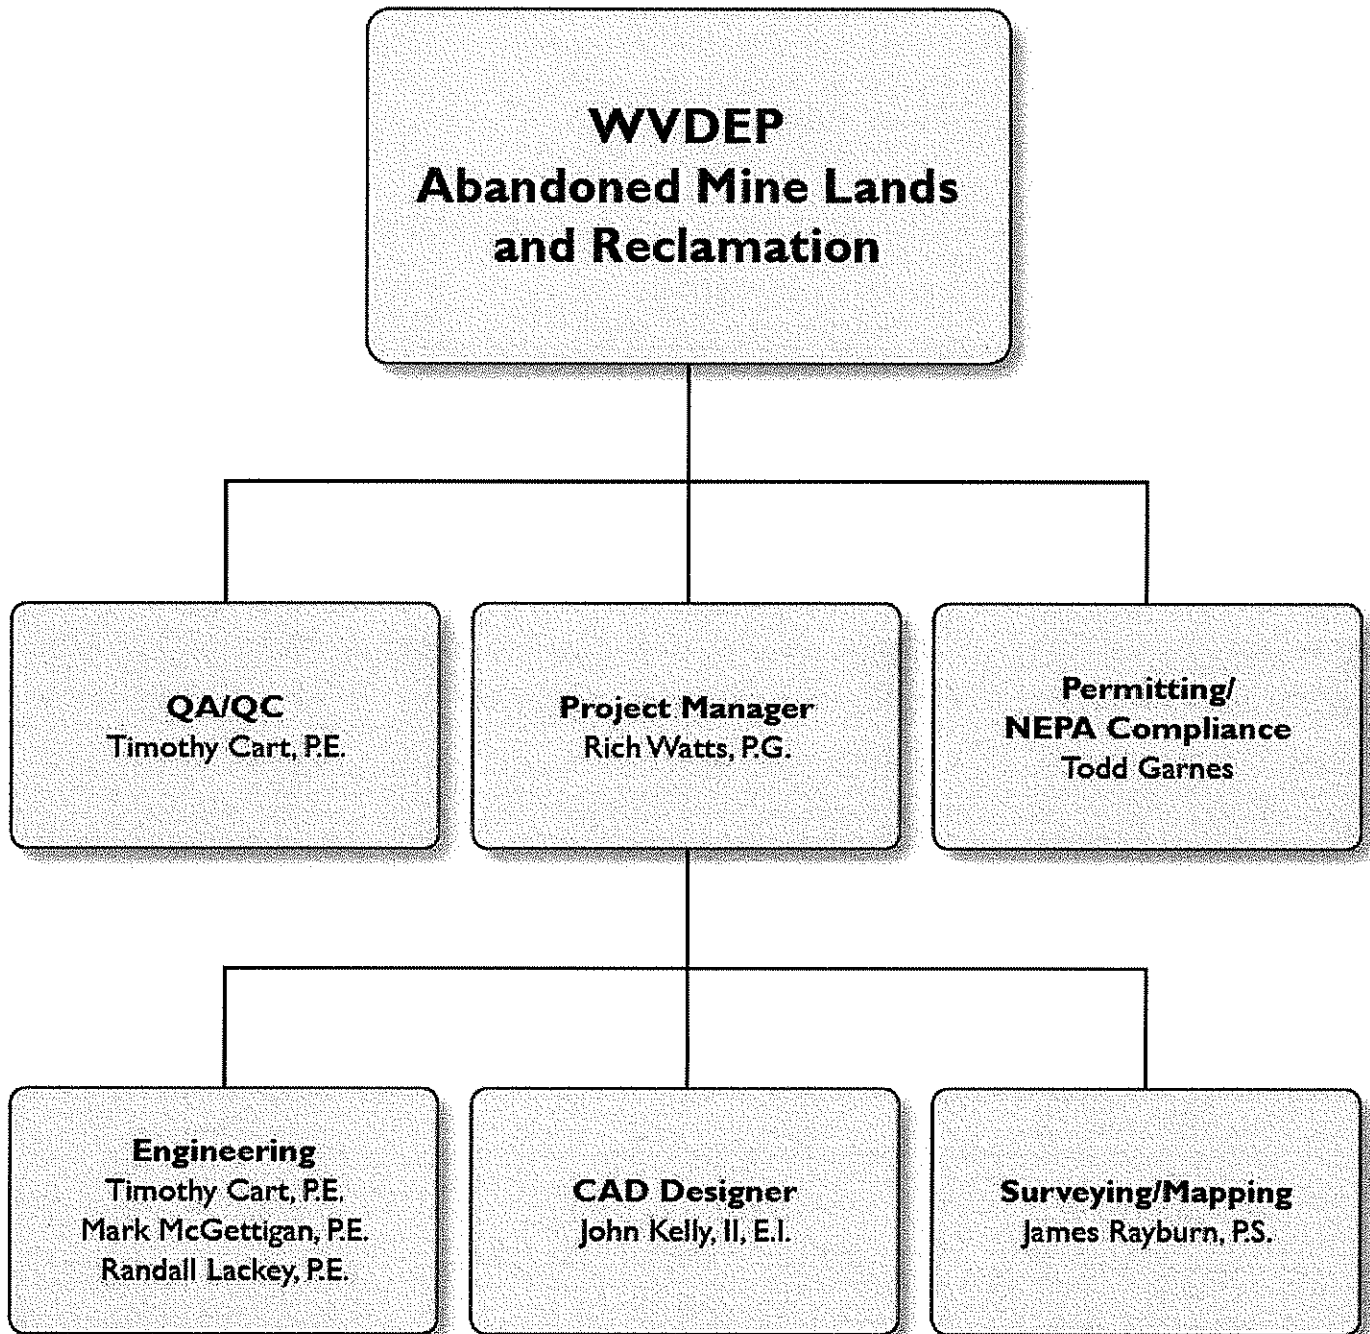 WVDEP
Abandoned Mine Lands
and Reclamation
QA/QC
Timothy Cart, P.E.
Project Manager
Rich Watts, P.G.
Permitting/
NEPA Compliance
Todd Garnes
Engineering
Timothy Cart, P.E.
Mark McGettigan, P.E.
Randall Lackey, P.E.
CAD Designer
John Kelly, II, E.I.
Surveying/Mapping
James Rayburn, P.S.